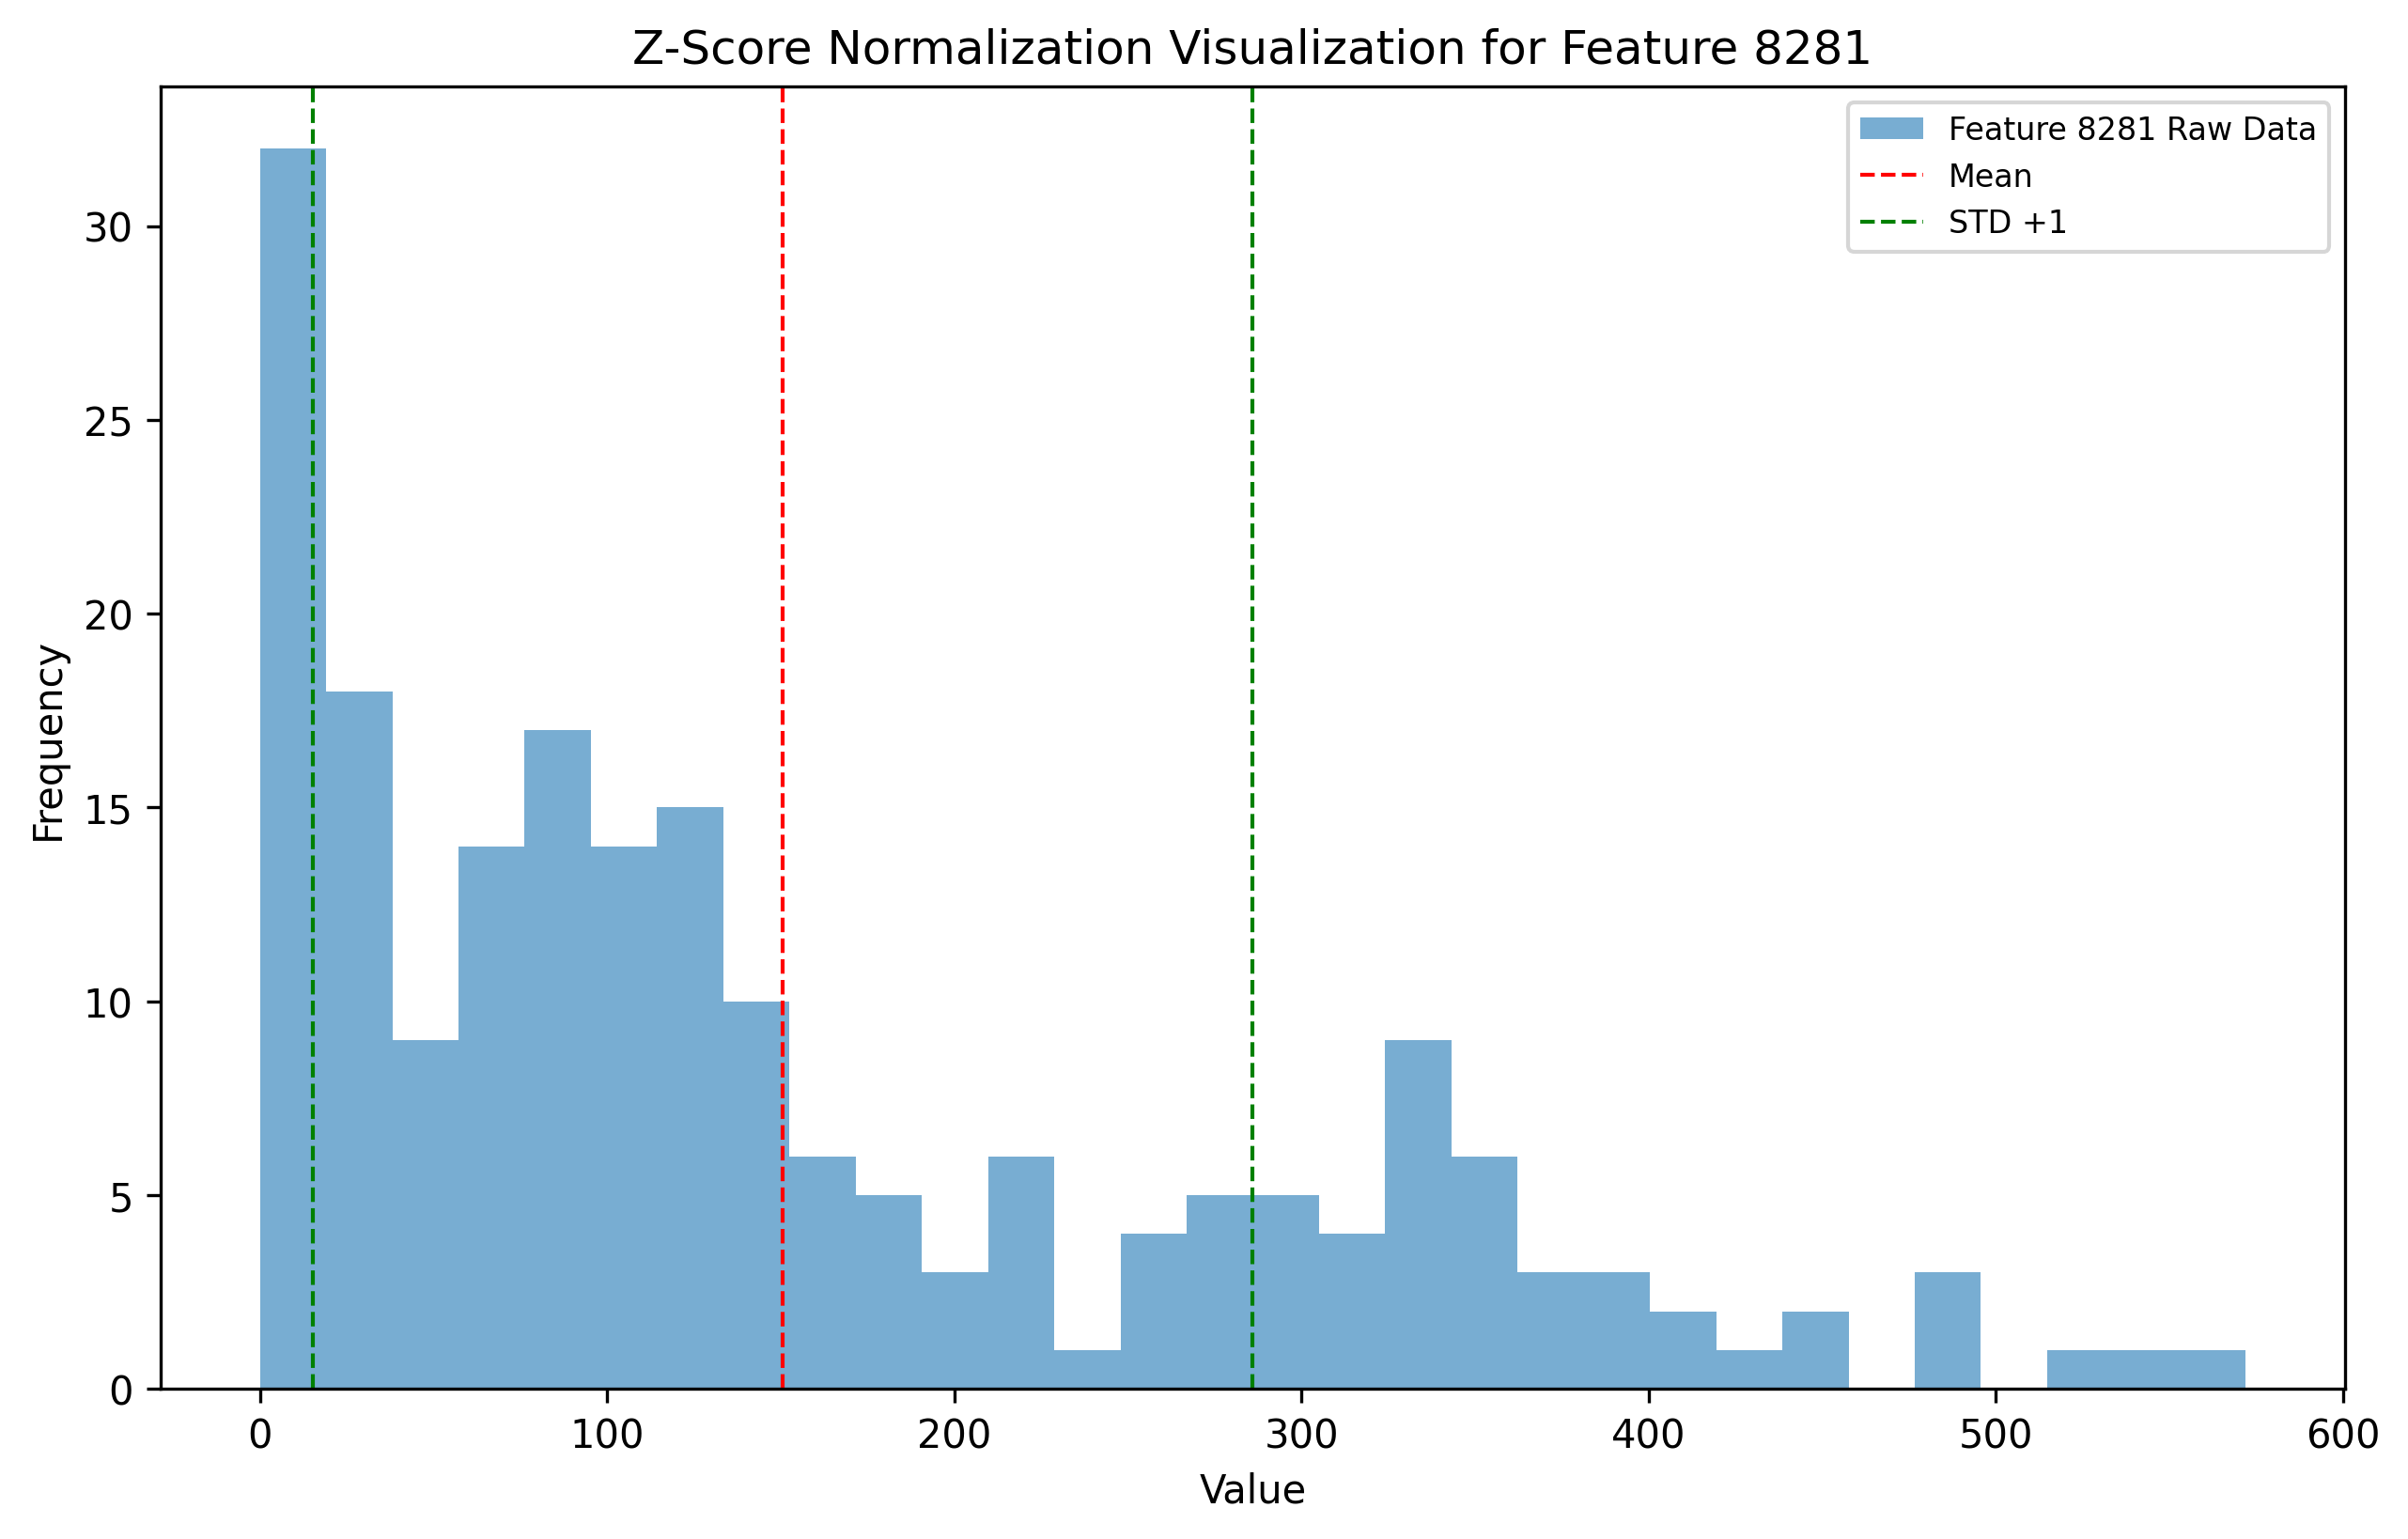 Z-Score Normalization Visualization for Feature 8281
Feature 8281 Raw Data
Mean
STD +1
Frequency
30
25
20
15
10
5
0
0 100 200 300 400 500 600
Value